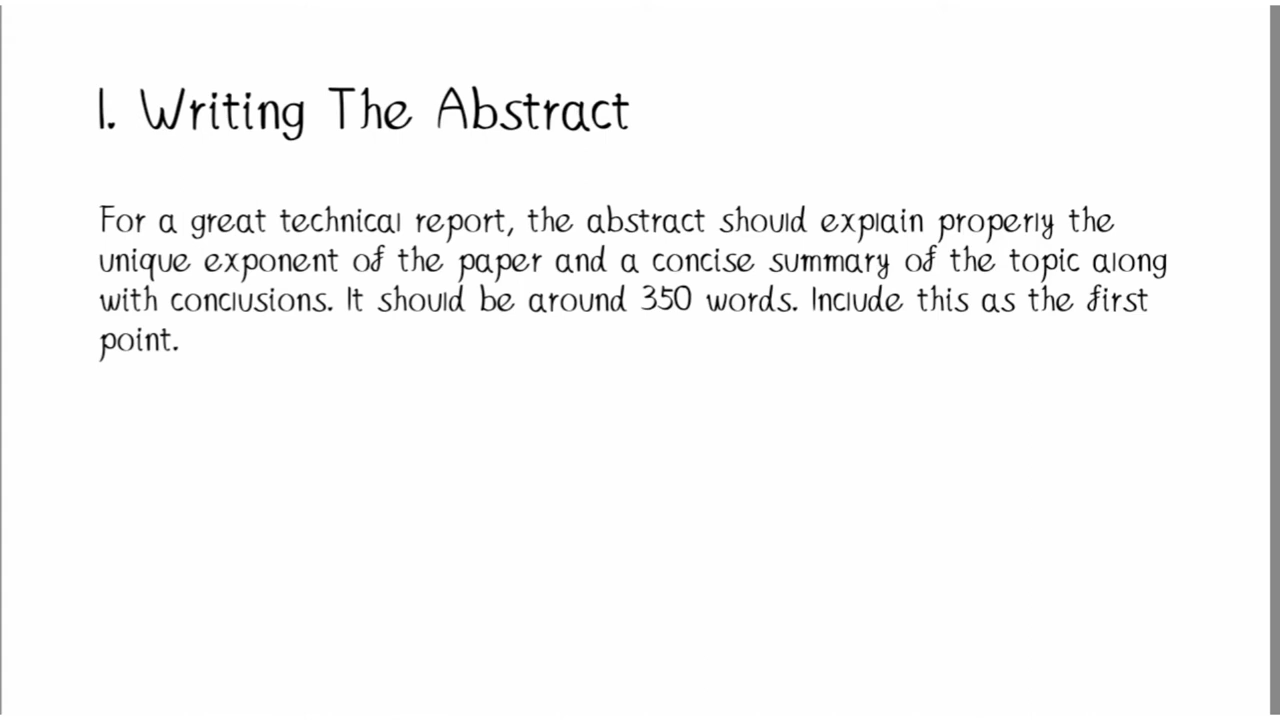 1. Writing The Abstract
For a great technical report, the abstract should explain properly the
unique exponent of the paper and a concise summary of the topic along
with conclusions. It should be around 350 words. Include this as the first
point.